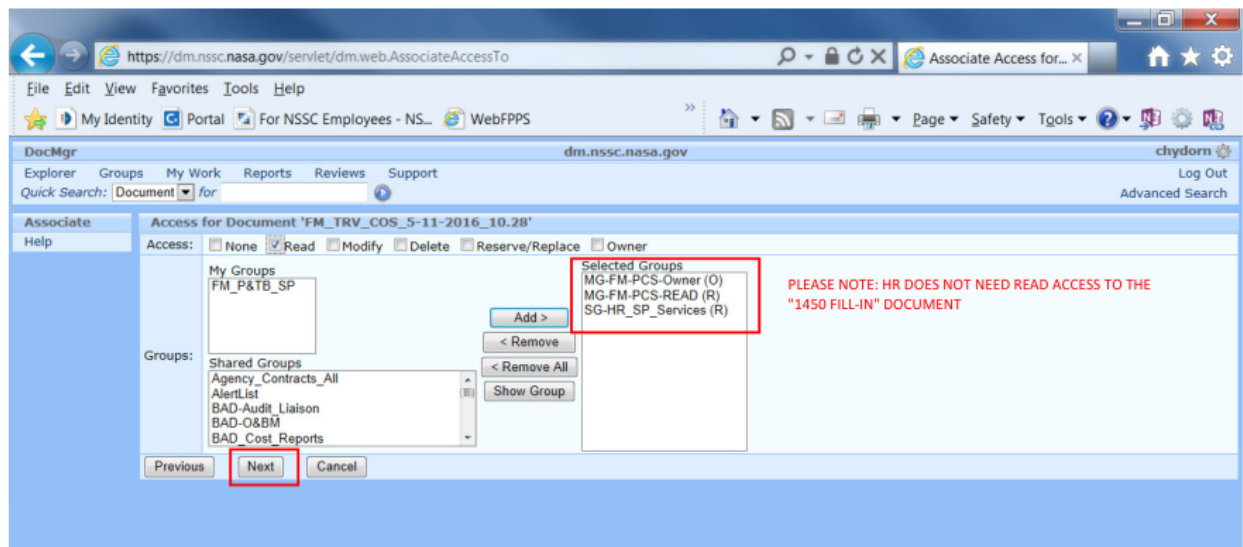 https://dm.nssc.nasa.gov/servlet/dm.web.AssociateAccessTo
Associate Access for...
File Edit View Favorites Tools Help
My Identity Portal For NSSC Employees - NS... WebFPPS
Page Safety Tools
DocMgr dm.nssc.nasa.gov chydorn
Explorer Groups My Work Reports Reviews Support Log Out
Quick Search: Document for Advanced Search
Associate Access for Document 'FM_TRV_COS_5-11-2016_10.28'
Help Access: None Read Modify Delete Reserve/Replace Owner
Groups:
My Groups
FM_P&TB_SP
Shared Groups
Agency_Contracts_All
AlertList
BAD-Audit_Liaison
BAD-O&BM
BAD_Cost_Reports
Add >
< Remove
< Remove All
Show Group
Selected Groups
MG-FM-PCS-Owner (O)
MG-FM-PCS-READ (R)
SG-HR_SP_Services (R)
PLEASE NOTE: HR DOES NOT NEED READ ACCESS TO THE
"1450 FILL-IN" DOCUMENT
Previous Next Cancel